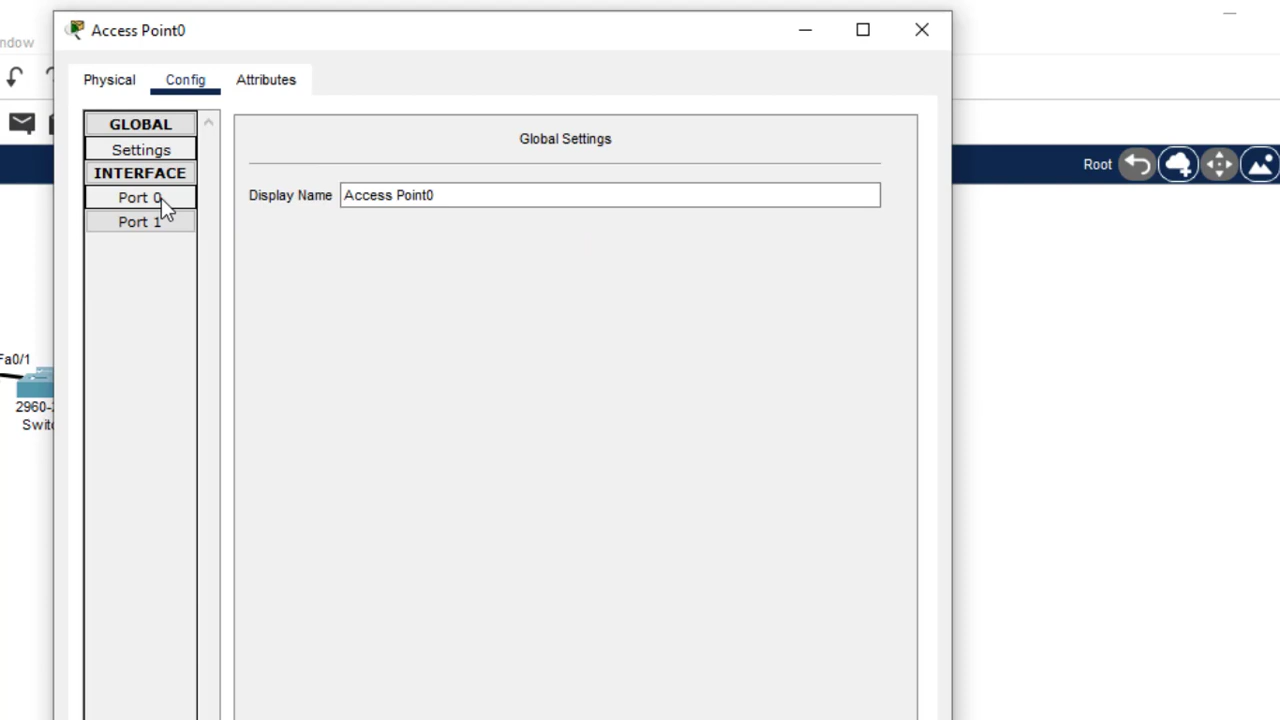 Access Point0
ndow
Physical Config Attributes
GLOBAL
Settings
INTERFACE
Port 0
Port 1
Global Settings
Display Name Access Point0
Root
Fa0/1
2960-
Switc